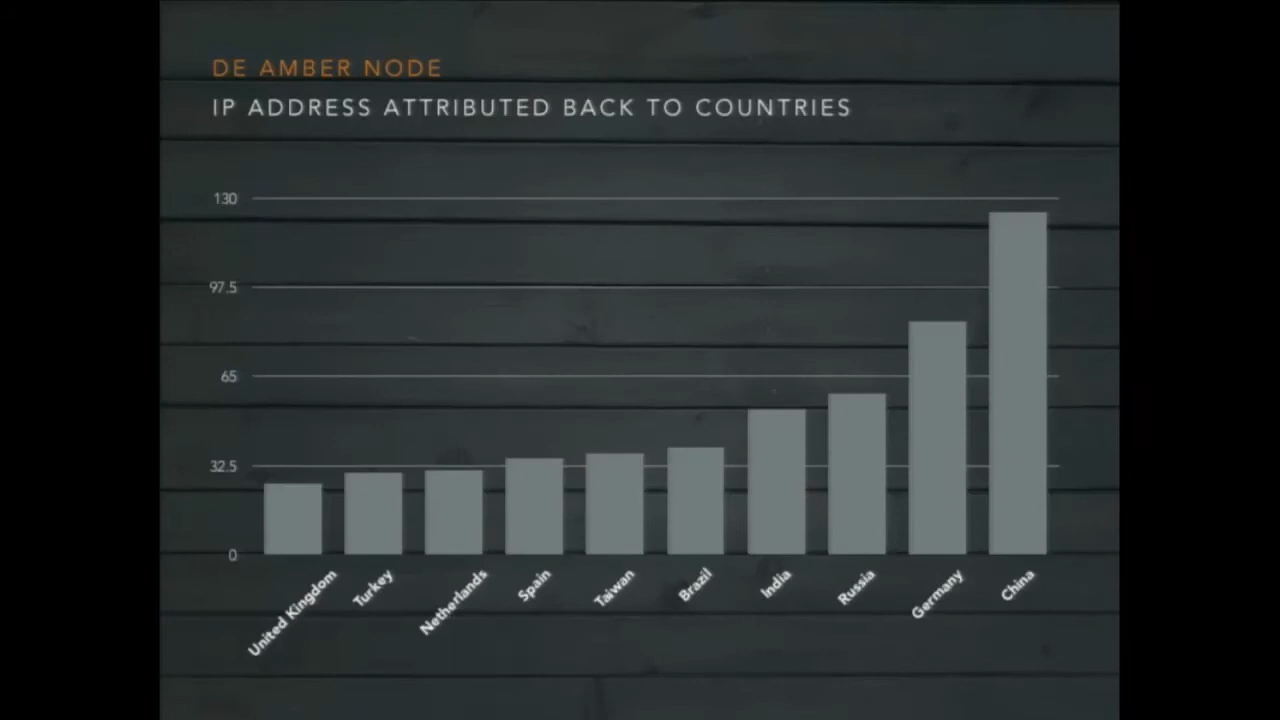 DE AMBER NODE
IP ADDRESS ATTRIBUTED BACK TO COUNTRIES
130
97.5
65
32.5
0
United Kingdom
Turkey
Netherlands
Spain
Taiwan
Brazil
India
Russia
Germany
China